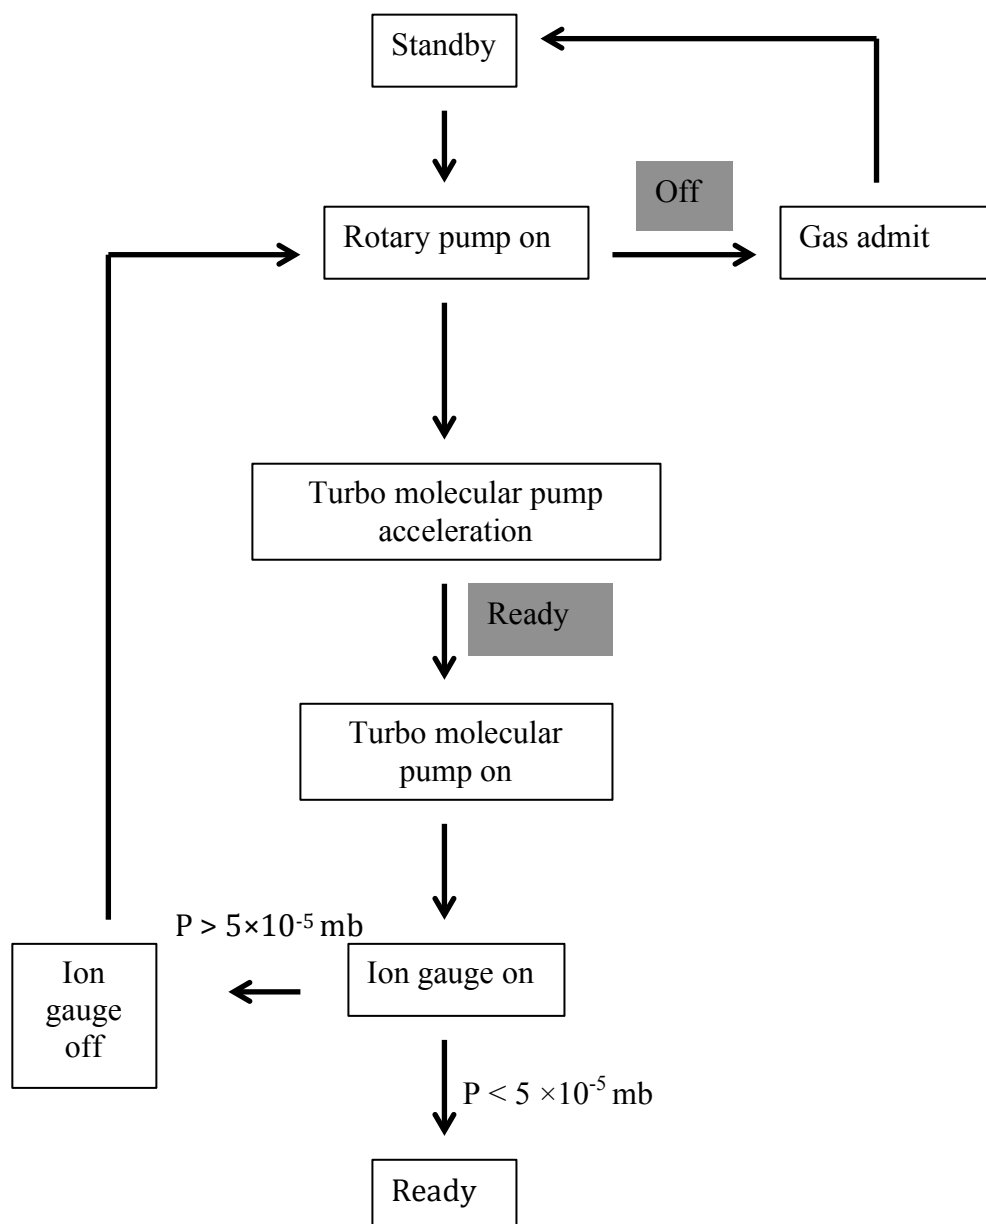 Standby
Off
Rotary pump on
Gas admit
Turbo molecular pump
acceleration
Ready
Turbo molecular
pump on
P > 5×10⁻⁵ mb
Ion
gauge
off
Ion gauge on
P < 5 ×10⁻⁵ mb
Ready